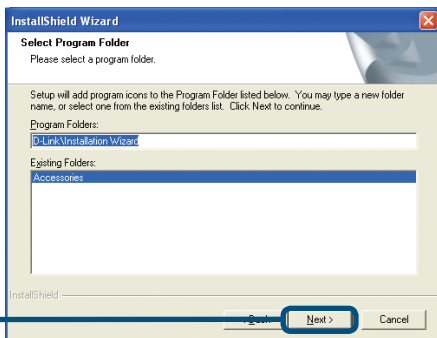 InstallShield Wizard
Select Program Folder
Please select a program folder.
Setup will add program icons to the Program Folder listed below. You may type a new folder
name, or select one from the existing folders list. Click Next to continue.
Program Folders:
D-Link\Installation Wizard
Existing Folders:
Accessories
InstallShield
< Back Next > Cancel